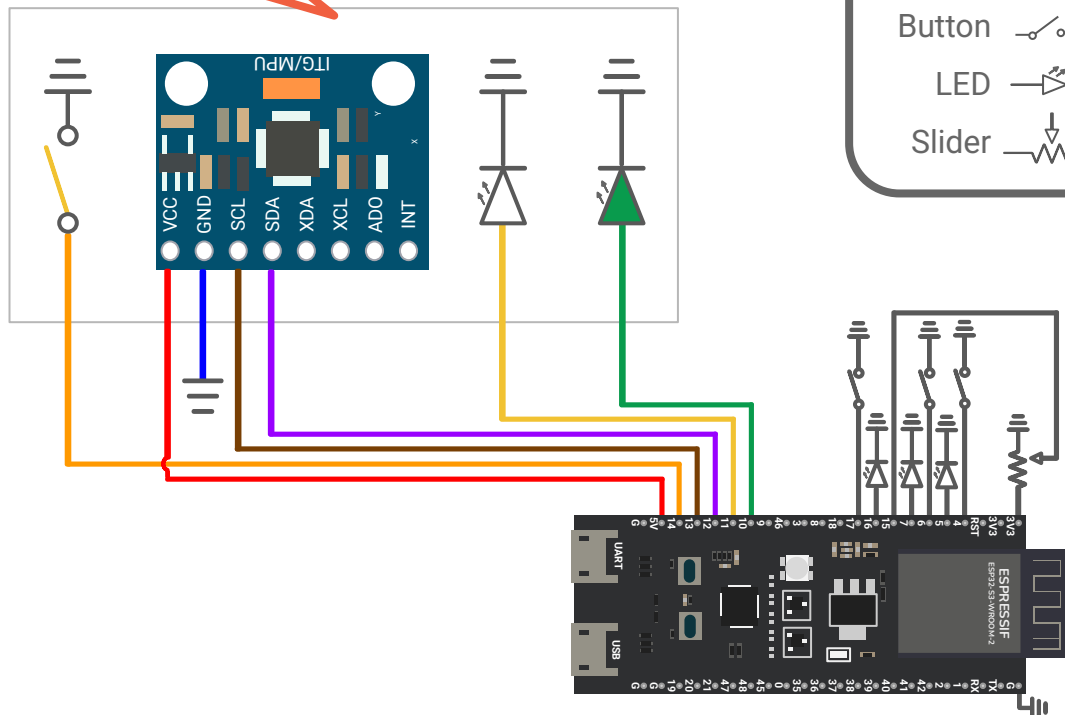 Button
LED
Slider
ITG/MPU
Y
X
VCC
GND
SCL
SDA
XDA
XCL
ADO
INT
G
5V
14
13
12
11
10
9
46
3
8
18
17
16
15
7
6
5
4
RST
3V3
3V3
UART
USB
ESPRESSIF
ESP32-S3-WROOM-2
G
G
19
20
21
47
48
45
0
35
36
37
38
39
40
41
42
2
1
RX
TX
G